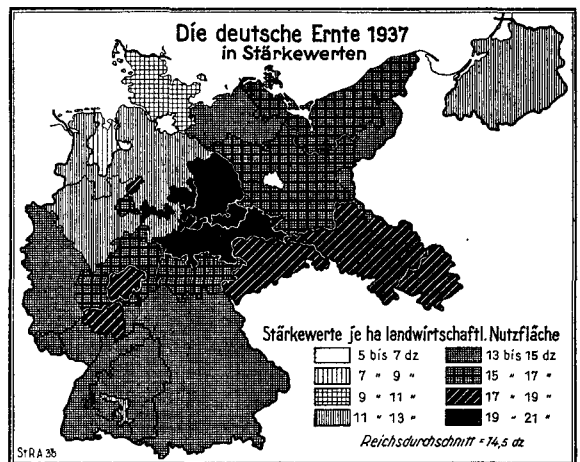 Die deutsche Ernte 1937
in Stärkewerten
Stärkewerte je ha landwirtschaftl. Nutzfläche
5 bis 7 dz
7 " 9 "
9 " 11 "
11 " 13 "
13 bis 15 dz
15 " 17 "
17 " 19 "
19 " 21 "
Reichsdurchschnitt = 14,5 dz
St R A 38